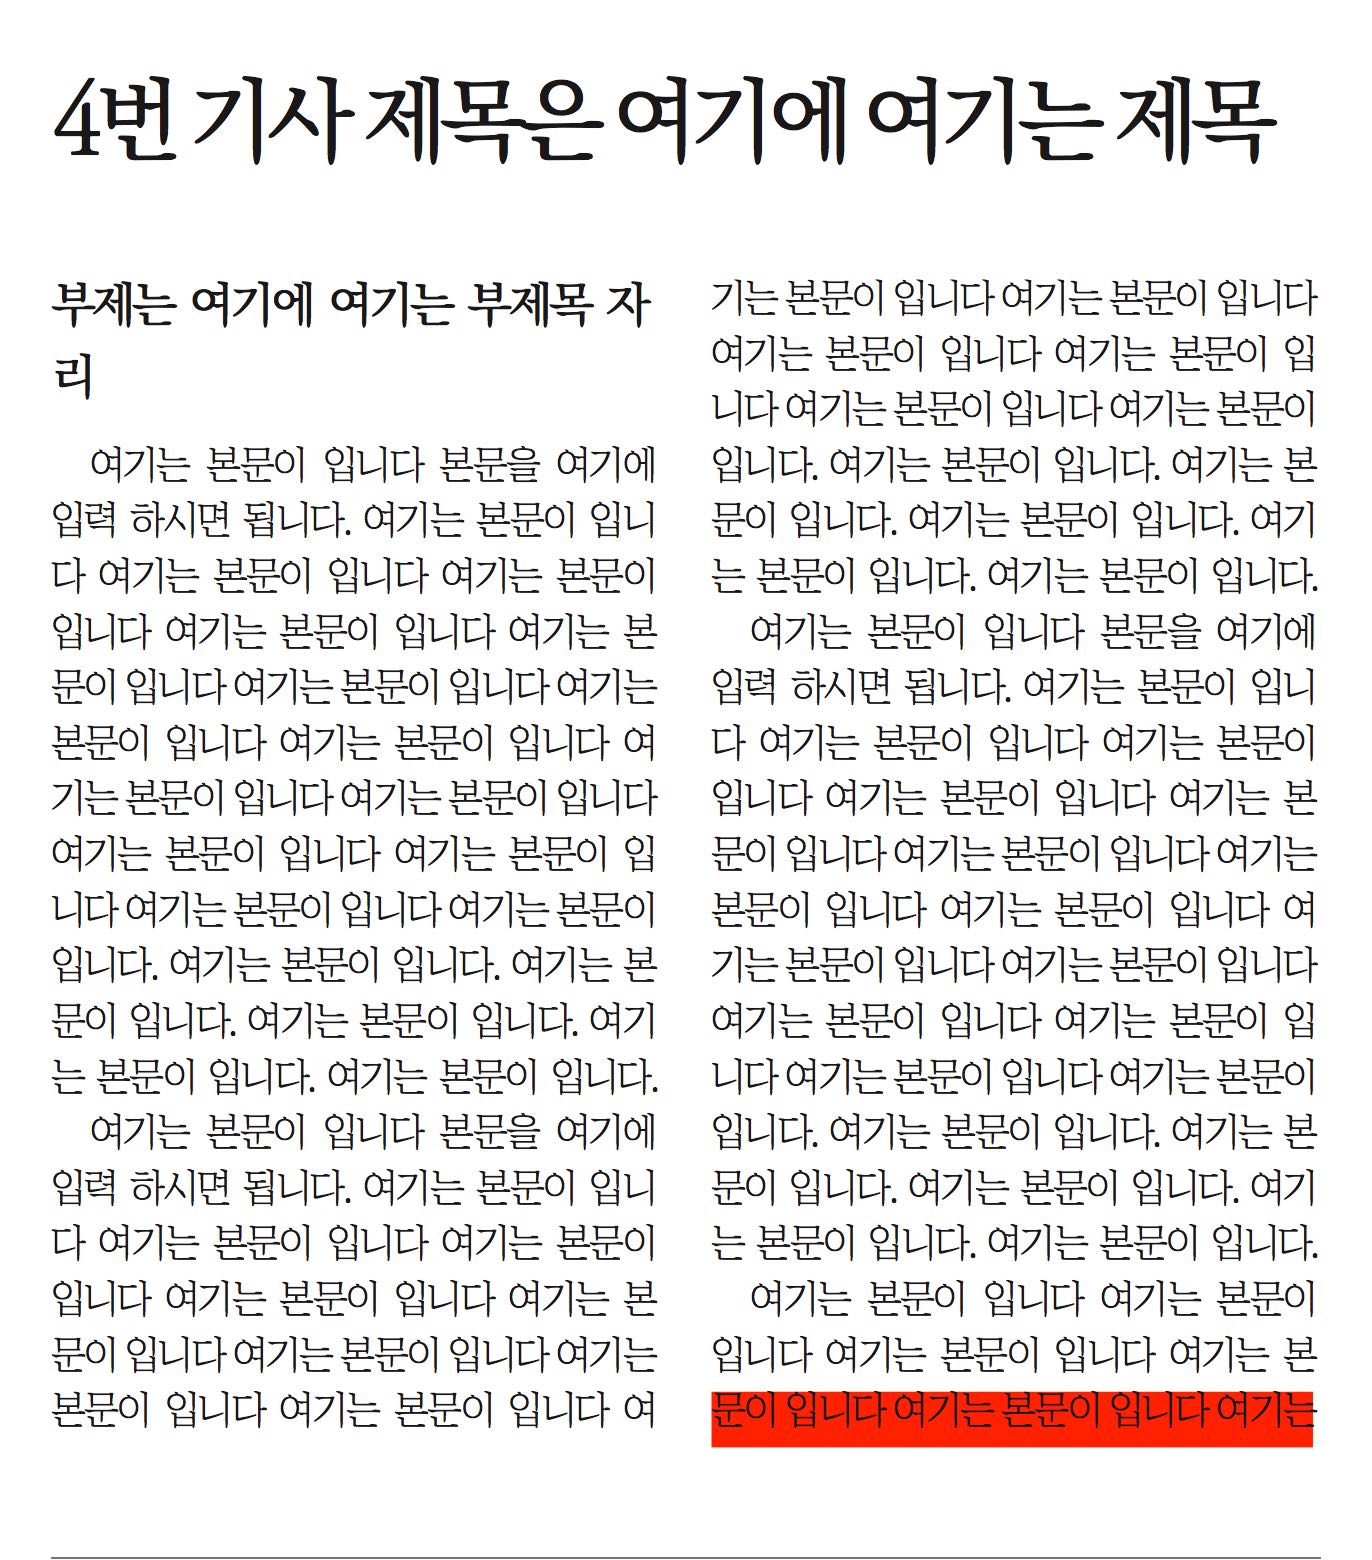 4번 기사 제목은 여기에 여기는 제목
부제는 여기에 여기는 부제목 자
리
여기는 본문이 입니다 본문을 여기에
입력 하시면 됩니다. 여기는 본문이 입니
다 여기는 본문이 입니다 여기는 본문이
입니다 여기는 본문이 입니다 여기는 본
문이 입니다 여기는 본문이 입니다 여기는
본문이 입니다 여기는 본문이 입니다 여
기는 본문이 입니다 여기는 본문이 입니다
여기는 본문이 입니다 여기는 본문이 입
니다 여기는 본문이 입니다 여기는 본문이
입니다. 여기는 본문이 입니다. 여기는 본
문이 입니다. 여기는 본문이 입니다. 여기
는 본문이 입니다. 여기는 본문이 입니다.
여기는 본문이 입니다 본문을 여기에
입력 하시면 됩니다. 여기는 본문이 입니
다 여기는 본문이 입니다 여기는 본문이
입니다 여기는 본문이 입니다 여기는 본
문이 입니다 여기는 본문이 입니다 여기는
본문이 입니다 여기는 본문이 입니다 여
기는 본문이 입니다 여기는 본문이 입니다
여기는 본문이 입니다 여기는 본문이 입
니다 여기는 본문이 입니다 여기는 본문이
입니다. 여기는 본문이 입니다. 여기는 본
문이 입니다. 여기는 본문이 입니다. 여기
는 본문이 입니다. 여기는 본문이 입니다.
여기는 본문이 입니다 본문을 여기에
입력 하시면 됩니다. 여기는 본문이 입니
다 여기는 본문이 입니다 여기는 본문이
입니다 여기는 본문이 입니다 여기는 본
문이 입니다 여기는 본문이 입니다 여기는
본문이 입니다 여기는 본문이 입니다 여
기는 본문이 입니다 여기는 본문이 입니다
여기는 본문이 입니다 여기는 본문이 입
니다 여기는 본문이 입니다 여기는 본문이
입니다. 여기는 본문이 입니다. 여기는 본
문이 입니다. 여기는 본문이 입니다. 여기
는 본문이 입니다. 여기는 본문이 입니다.
여기는 본문이 입니다 여기는 본문이
입니다 여기는 본문이 입니다 여기는 본
문이 입니다 여기는 본문이 입니다 여기는